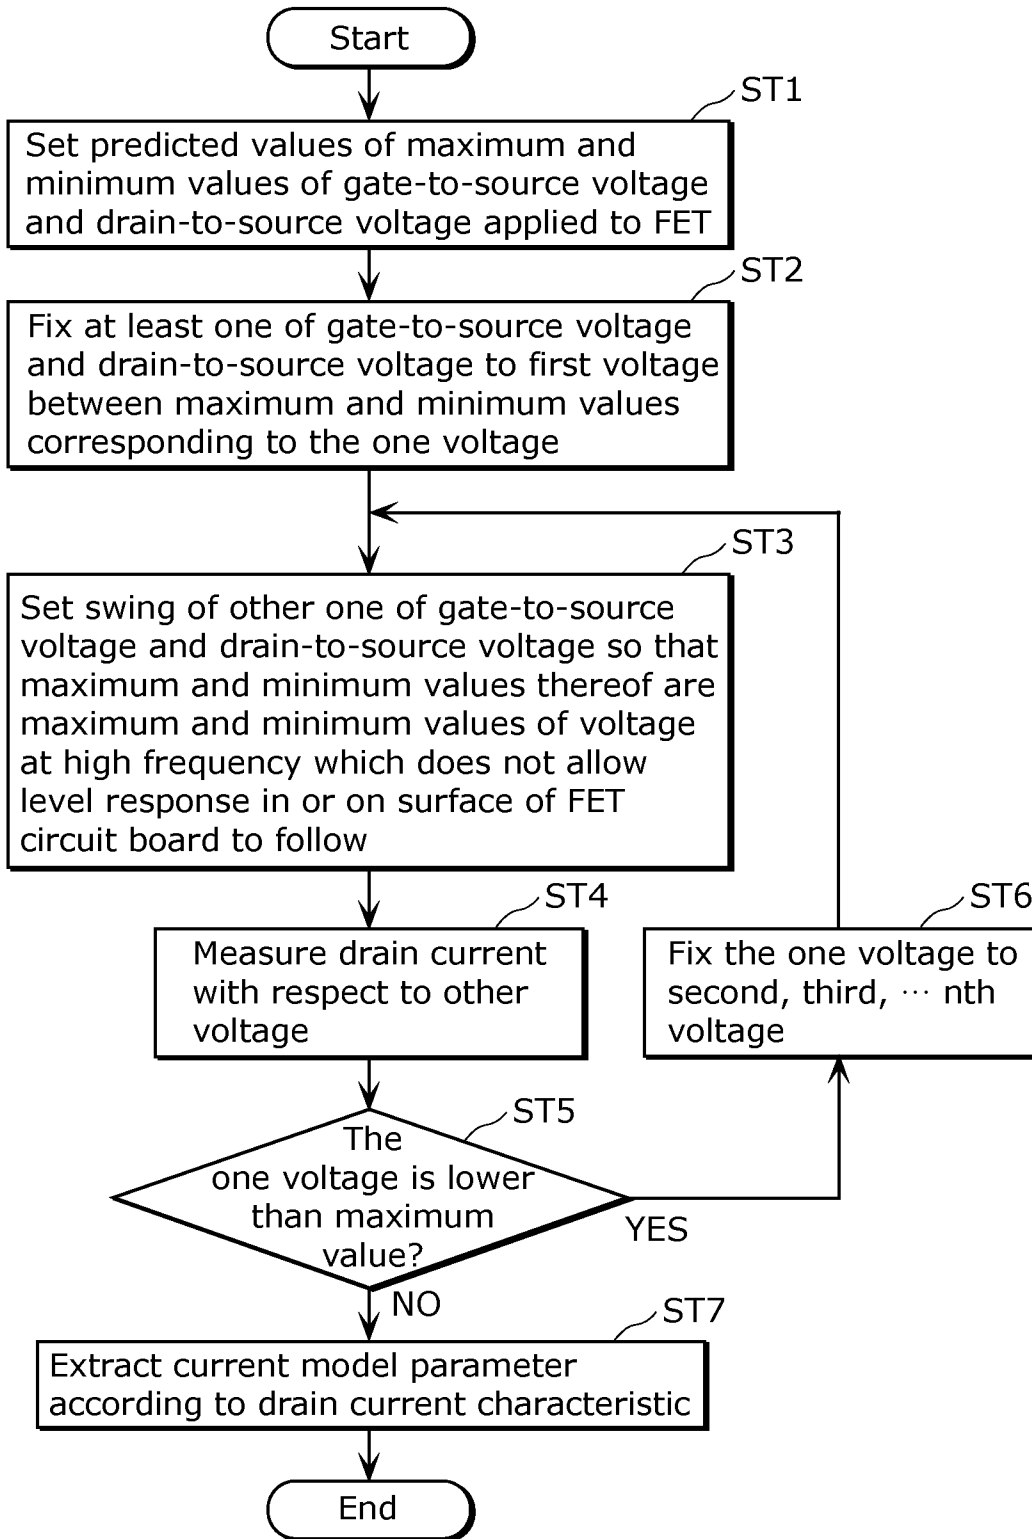 Start
ST1
Set predicted values of maximum and
minimum values of gate-to-source voltage
and drain-to-source voltage applied to FET
ST2
Fix at least one of gate-to-source voltage
and drain-to-source voltage to first voltage
between maximum and minimum values
corresponding to the one voltage
ST3
Set swing of other one of gate-to-source
voltage and drain-to-source voltage so that
maximum and minimum values thereof are
maximum and minimum values of voltage
at high frequency which does not allow
level response in or on surface of FET
circuit board to follow
ST4
Measure drain current
with respect to other
voltage
ST6
Fix the one voltage to
second, third, ··· nth
voltage
ST5
The
one voltage is lower
than maximum
value?
YES
NO
ST7
Extract current model parameter
according to drain current characteristic
End